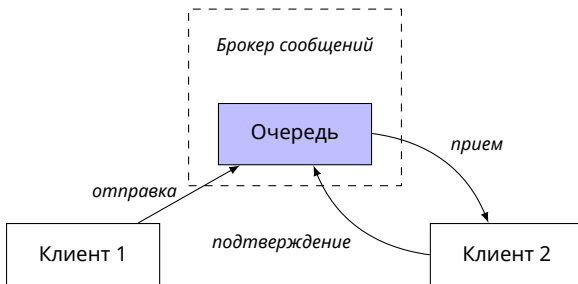 Брокер сообщений
Очередь
прием
отправка
подтверждение
Клиент 1
Клиент 2